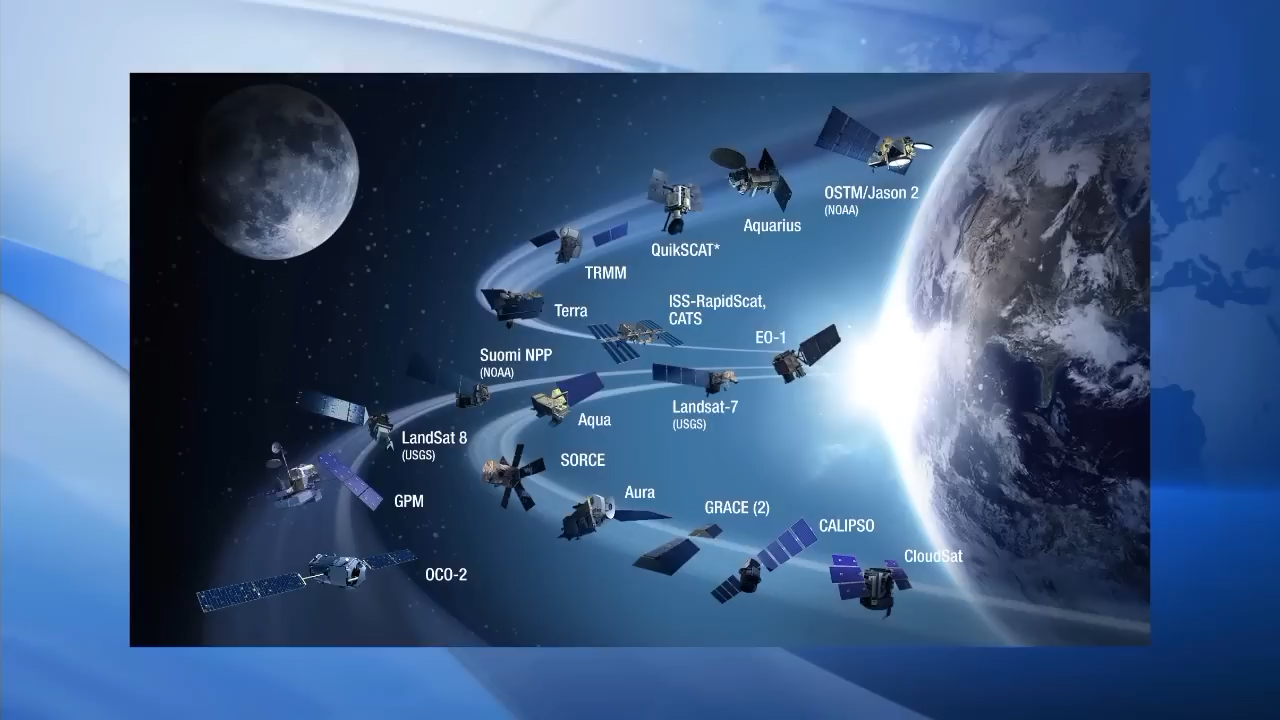 OSTM/Jason 2
(NOAA)
Aquarius
QuikSCAT*
TRMM
ISS-RapidScat,
CATS
Terra
EO-1
Suomi NPP
(NOAA)
Landsat-7
(USGS)
Aqua
LandSat 8
(USGS)
SORCE
Aura
GPM
GRACE (2)
CALIPSO
CloudSat
OCO-2